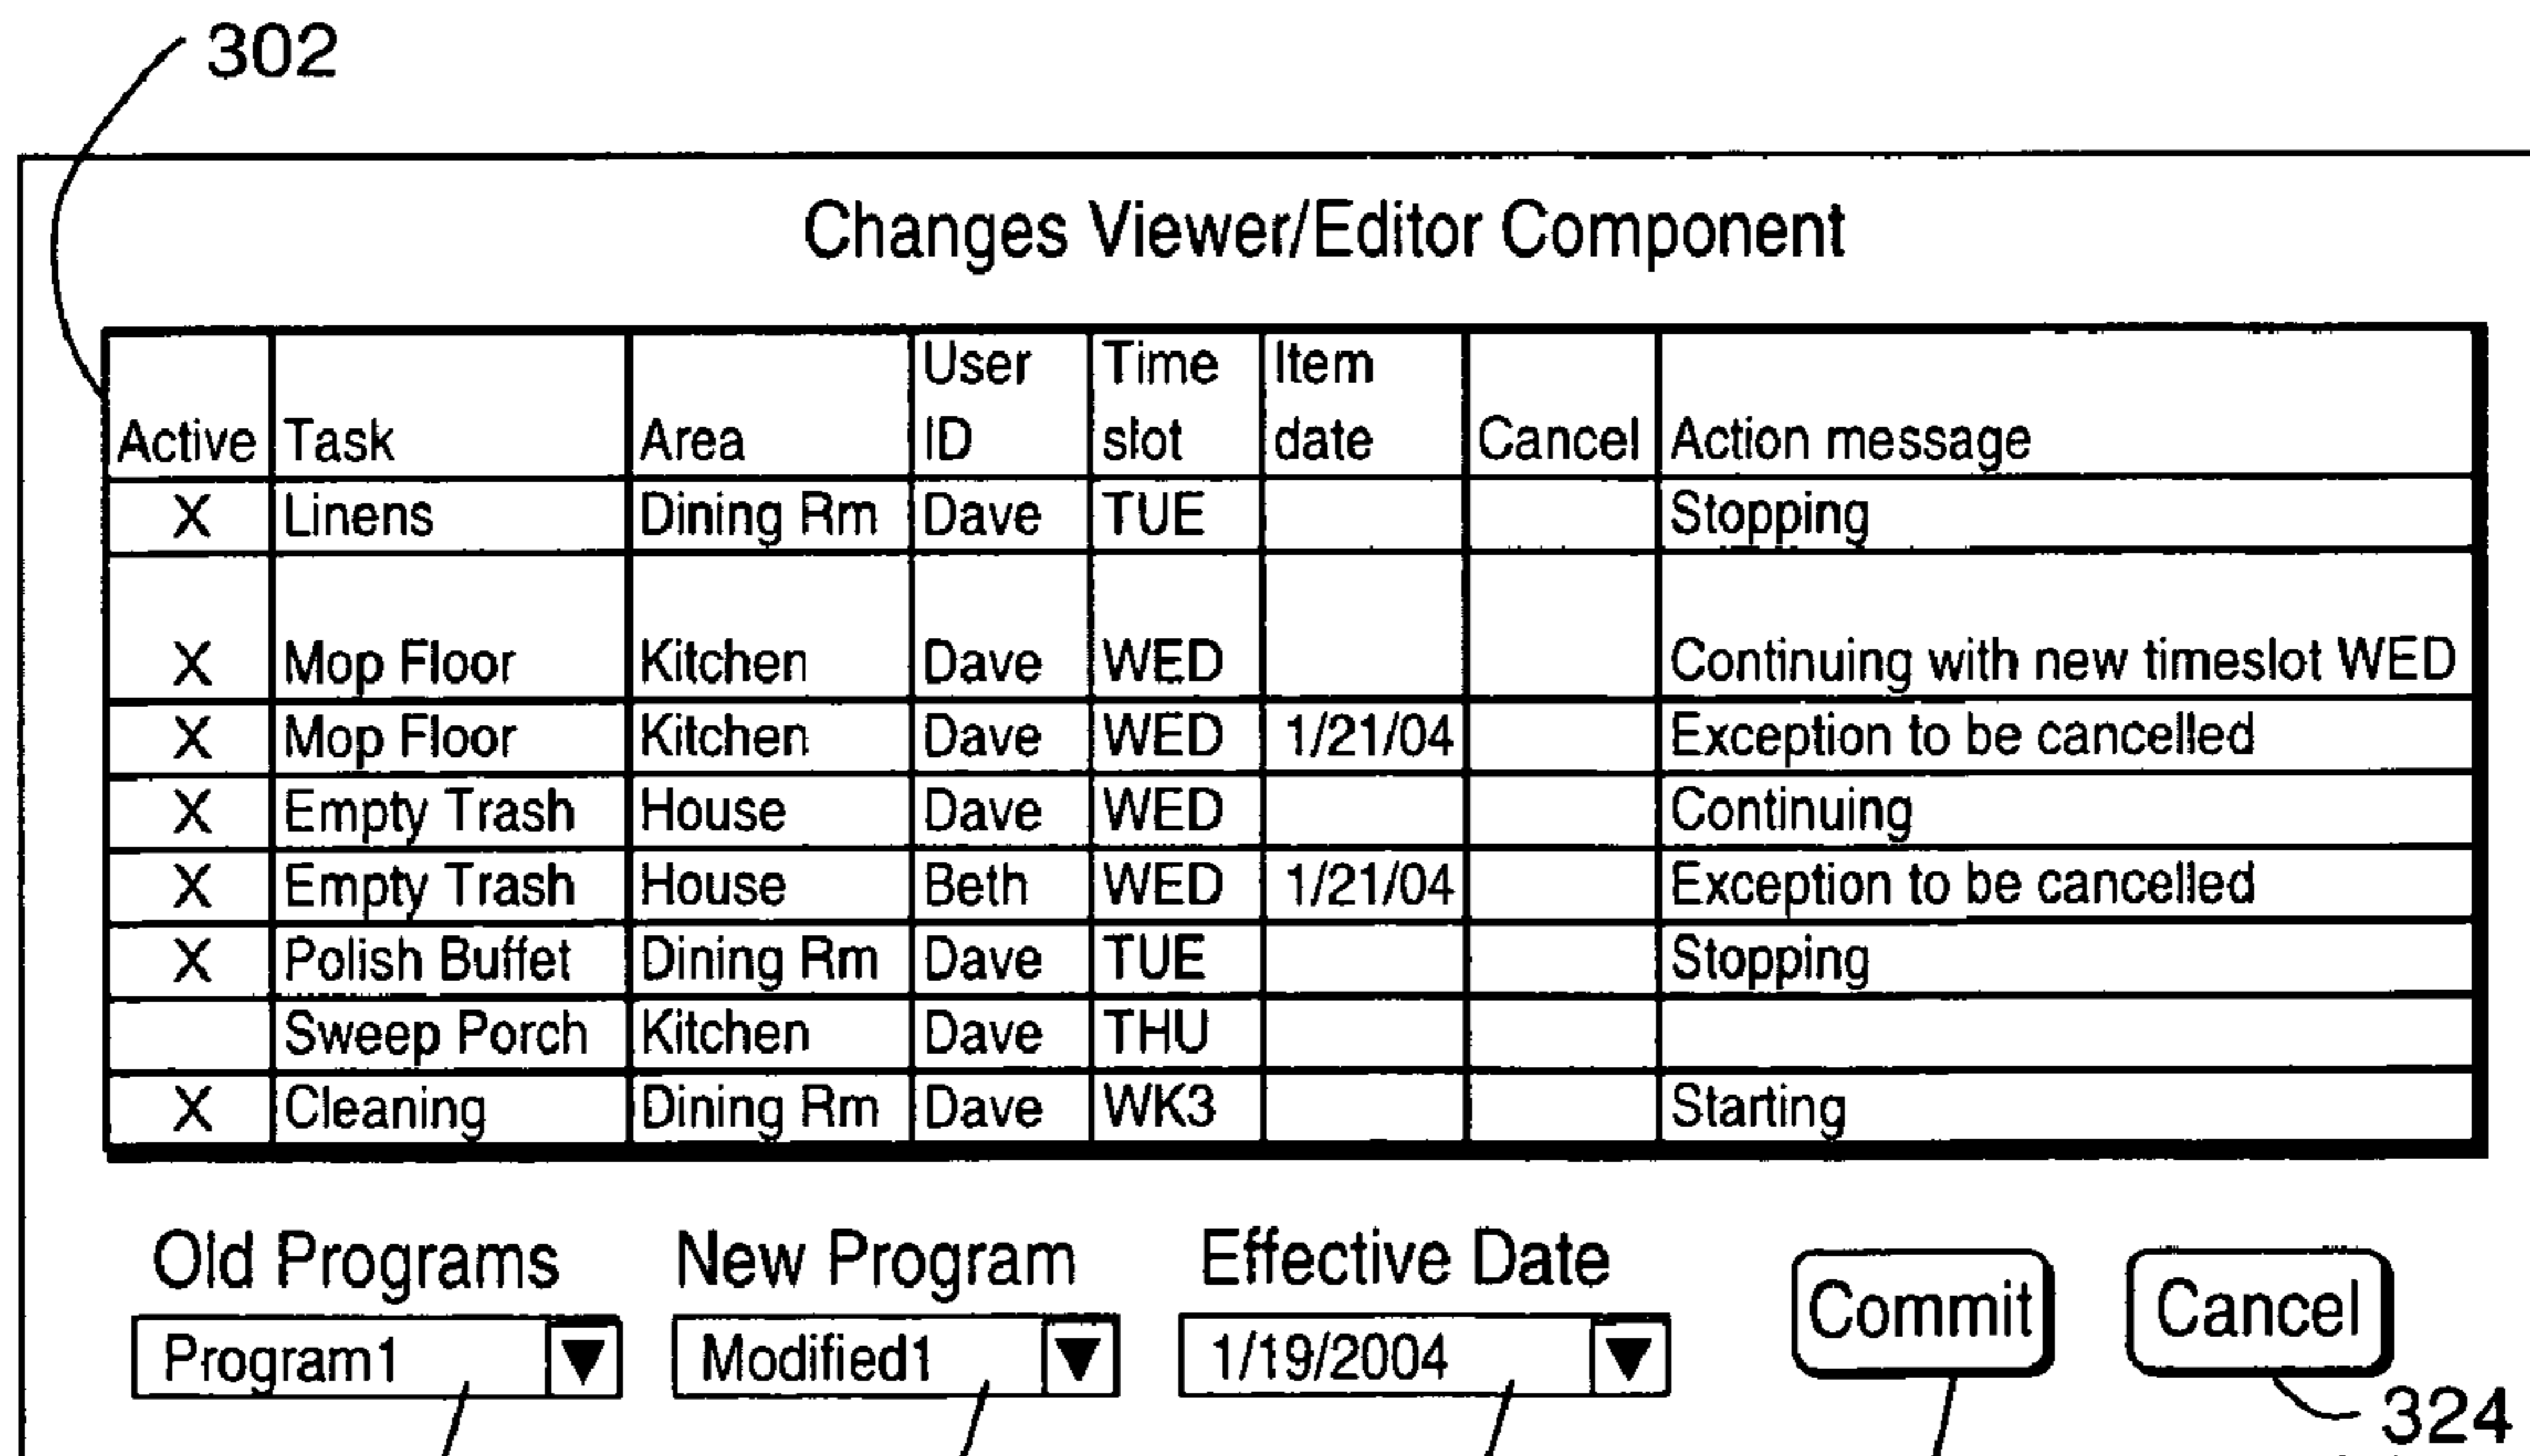 302
Changes Viewer/Editor Component
Active Task Area User ID Time slot Item date Cancel Action message
X Linens Dining Rm Dave TUE Stopping
X Mop Floor Kitchen Dave WED Continuing with new timeslot WED
X Mop Floor Kitchen Dave WED 1/21/04 Exception to be cancelled
X Empty Trash House Dave WED Continuing
X Empty Trash House Beth WED 1/21/04 Exception to be cancelled
X Polish Buffet Dining Rm Dave TUE Stopping
Sweep Porch Kitchen Dave THU
X Cleaning Dining Rm Dave WK3 Starting
Old Programs New Program Effective Date
Program1 Modified1 1/19/2004 Commit Cancel
324